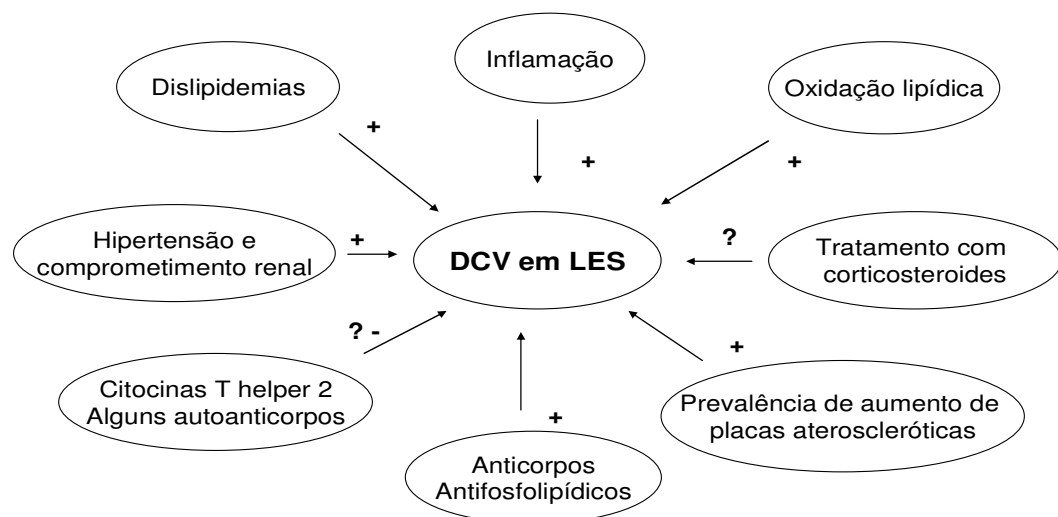 Inflamação
Dislipidemias
Oxidação lipídica
+
+
+
Hipertensão e
comprometimento renal
+
DCV em LES
?
Tratamento com
corticosteroides
? -
+
Citocinas T helper 2
Alguns autoanticorpos
+
Prevalência de aumento de
placas ateroscleróticas
Anticorpos
Antifosfolipídicos